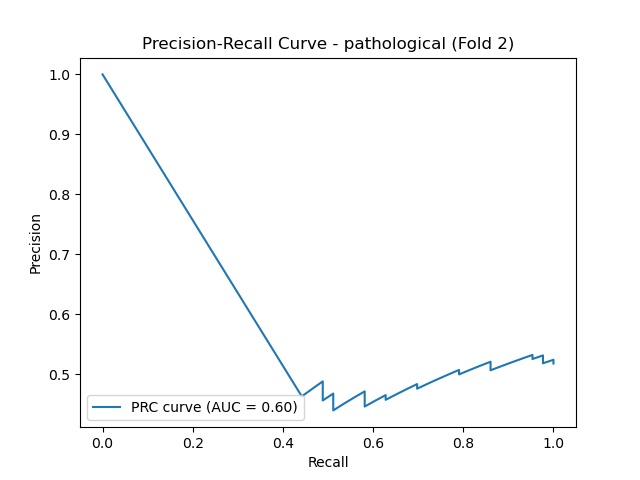 Precision-Recall Curve - pathological (Fold 2)
1.0
0.9
0.8
0.7
0.6
0.5
Precision
PRC curve (AUC = 0.60)
0.0 0.2 0.4 0.6 0.8 1.0
Recall